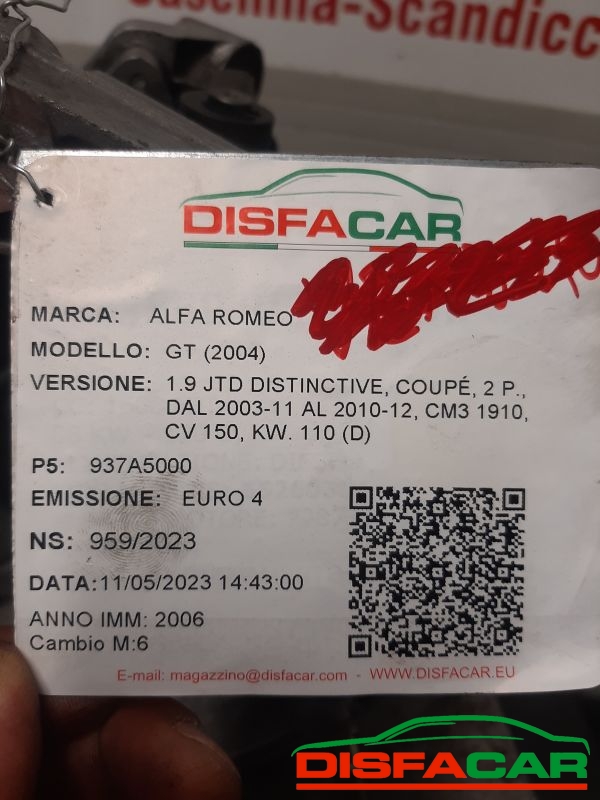 Casellina-Scandicc
DISFACAR
MARCA: ALFA ROMEO
MODELLO: GT (2004)
VERSIONE: 1.9 JTD DISTINCTIVE, COUPÉ, 2 P.,
DAL 2003-11 AL 2010-12, CM3 1910,
CV 150, KW. 110 (D)
P5: 937A5000
EMISSIONE: EURO 4
NS: 959/2023
DATA:11/05/2023 14:43:00
ANNO IMM: 2006
Cambio M:6
E-mail: magazzino@disfacar.com - WWW.DISFACAR.EU
DISFACAR